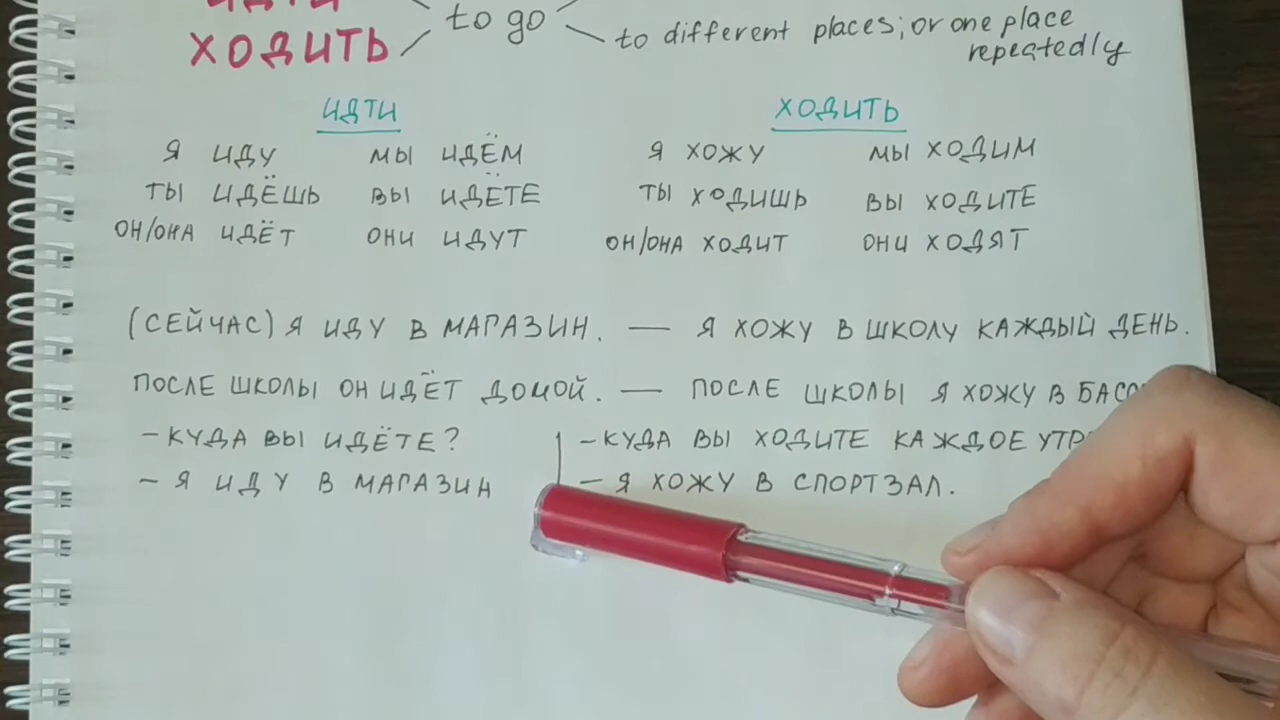 ИДТИ
ХОДИТЬ
to go
to different places; or one place
repeatedly
ИДТИ ХОДИТЬ
Я ИДУ МЫ ИДЁМ Я ХОЖУ МЫ ХОДИМ
ТЫ ИДЁШЬ ВЫ ИДЁТЕ ТЫ ХОДИШЬ ВЫ ХОДИТЕ
ОН/ОНА ИДЁТ ОНИ ИДУТ ОН/ОНА ХОДИТ ОНИ ХОДЯТ
(СЕЙЧАС) Я ИДУ В МАГАЗИН. — Я ХОЖУ В ШКОЛУ КАЖДЫЙ ДЕНЬ.
ПОСЛЕ ШКОЛЫ ОН ИДЁТ ДОМОЙ. — ПОСЛЕ ШКОЛЫ Я ХОЖУ В
– КУДА ВЫ ИДЁТЕ? – КУДА ВЫ ХОДИТЕ КАЖДОЕ
– Я ИДУ В МАГАЗИН – Я ХОЖУ В СПОРТЗАЛ.